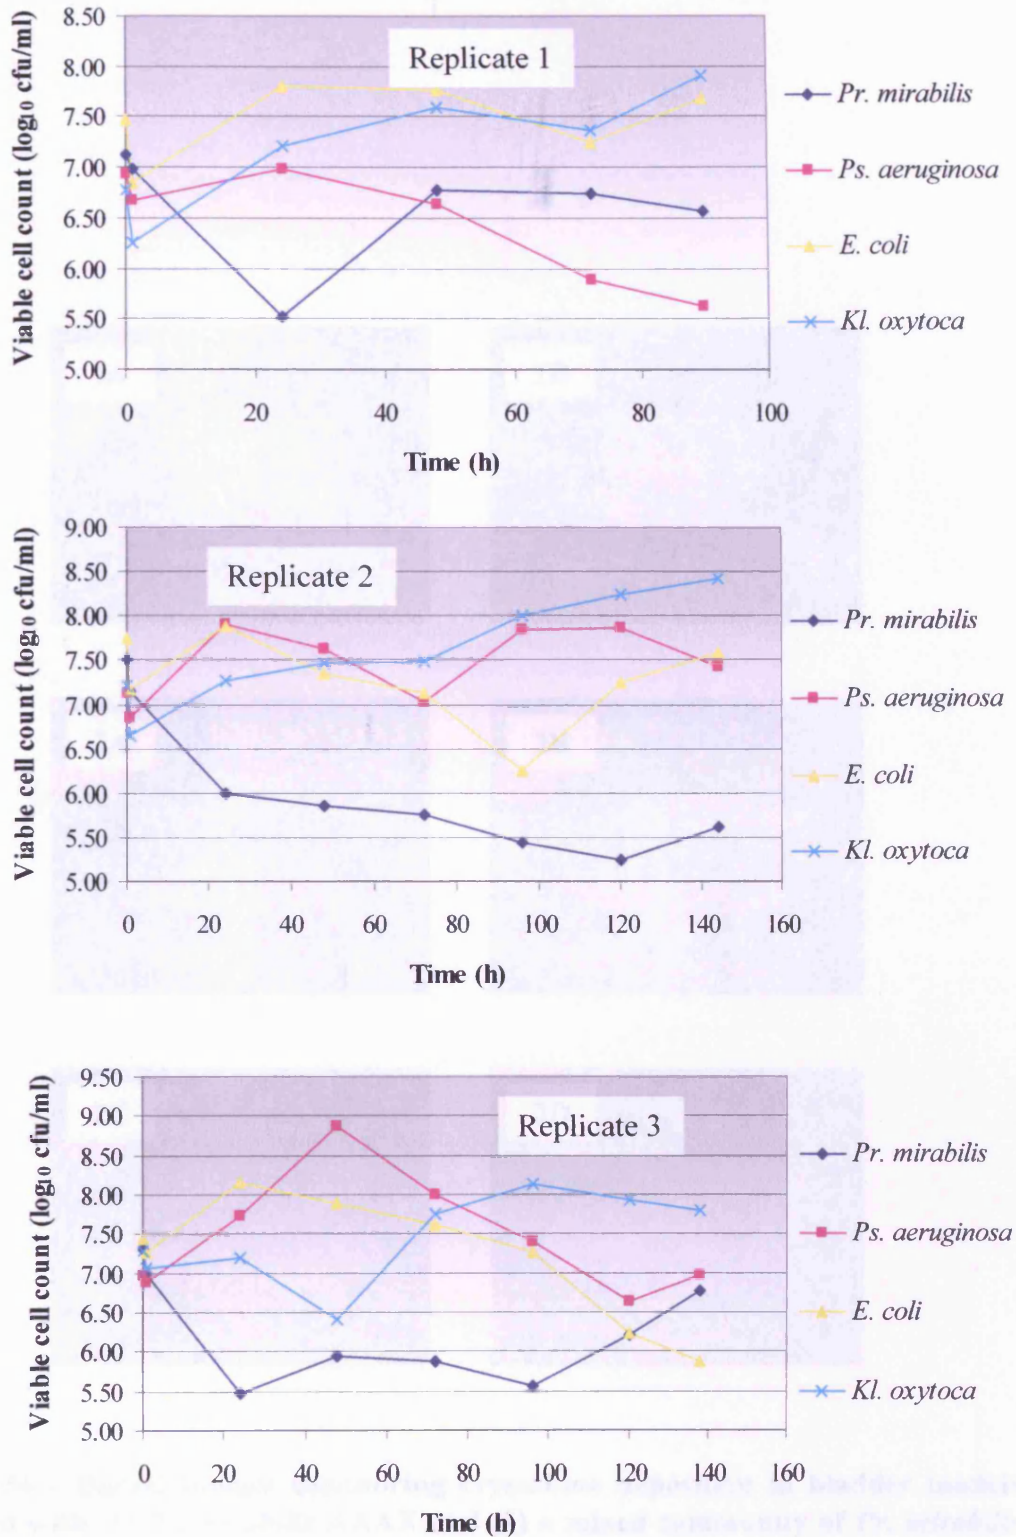 Viable cell count (log10 cfu/ml)
8.50
8.00
7.50
7.00
6.50
6.00
5.50
5.00
Replicate 1
0 20 40 60 80 100
Time (h)
Pr. mirabilis
Ps. aeruginosa
E. coli
Kl. oxytoca
Viable cell count (log10 cfu/ml)
9.00
8.50
8.00
7.50
7.00
6.50
6.00
5.50
5.00
Replicate 2
0 20 40 60 80 100 120 140 160
Time (h)
Pr. mirabilis
Ps. aeruginosa
E. coli
Kl. oxytoca
Viable cell count (log10 cfu/ml)
9.50
9.00
8.50
8.00
7.50
7.00
6.50
6.00
5.50
5.00
Replicate 3
0 20 40 60 80 100 120 140 160
Time (h)
Pr. mirabilis
Ps. aeruginosa
E. coli
Kl. oxytoca